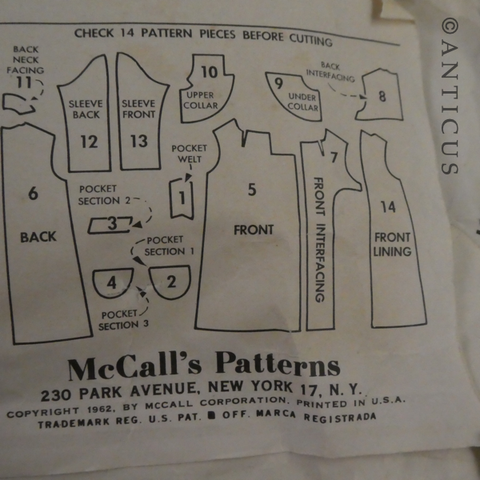 CHECK 14 PATTERN PIECES BEFORE CUTTING
BACK
NECK
FACING
11
SLEEVE
BACK
12
SLEEVE
FRONT
13
10
UPPER
COLLAR
9
UNDER
COLLAR
BACK
INTERFACING
8
POCKET
WELT
1
6
BACK
POCKET
SECTION 2
3
POCKET
SECTION 1
4
2
POCKET
SECTION 3
5
FRONT
7
FRONT INTERFACING
14
FRONT
LINING
McCall's Patterns
230 PARK AVENUE, NEW YORK 17, N. Y.
COPYRIGHT 1962, BY McCALL CORPORATION, PRINTED IN U.S.A.
TRADEMARK REG. U.S. PAT. ■ OFF. MARCA REGISTRADA
© ANTICUS